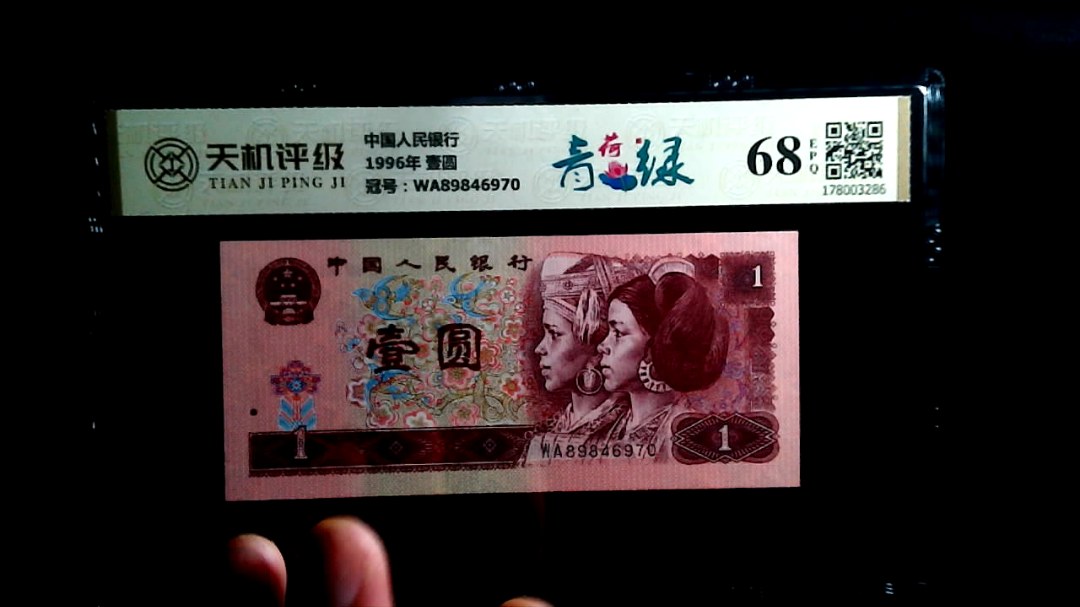 天机评级
TIAN JI PING JI
中国人民银行
1996年 壹圆
冠号：WA89846970
青荷绿
68
EPQ
178003286
中国人民银行
1
壹圆
1
WA89846970
1